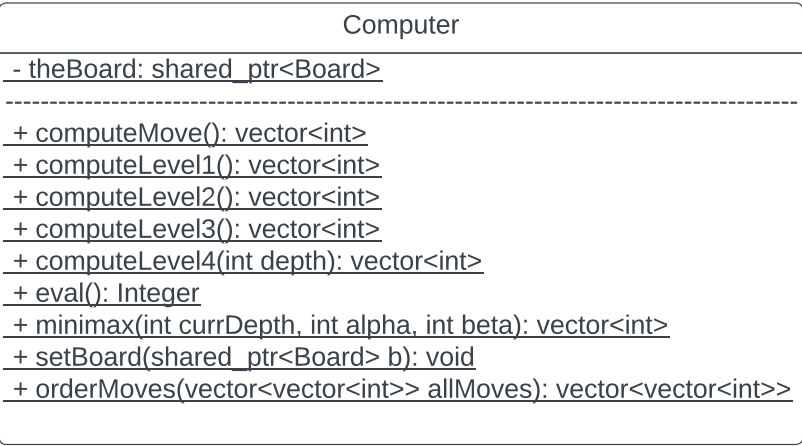 Computer
- theBoard: shared_ptr<Board>
+ computeMove(): vector<int>
+ computeLevel1(): vector<int>
+ computeLevel2(): vector<int>
+ computeLevel3(): vector<int>
+ computeLevel4(int depth): vector<int>
+ eval(): Integer
+ minimax(int currDepth, int alpha, int beta): vector<int>
+ setBoard(shared_ptr<Board> b): void
+ orderMoves(vector<vector<int>> allMoves): vector<vector<int>>